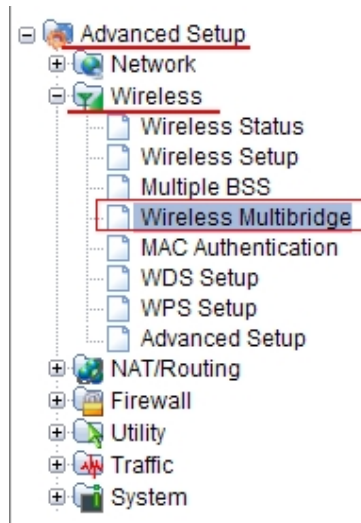 Advanced Setup
Network
Wireless
Wireless Status
Wireless Setup
Multiple BSS
Wireless Multibridge
MAC Authentication
WDS Setup
WPS Setup
Advanced Setup
NAT/Routing
Firewall
Utility
Traffic
System